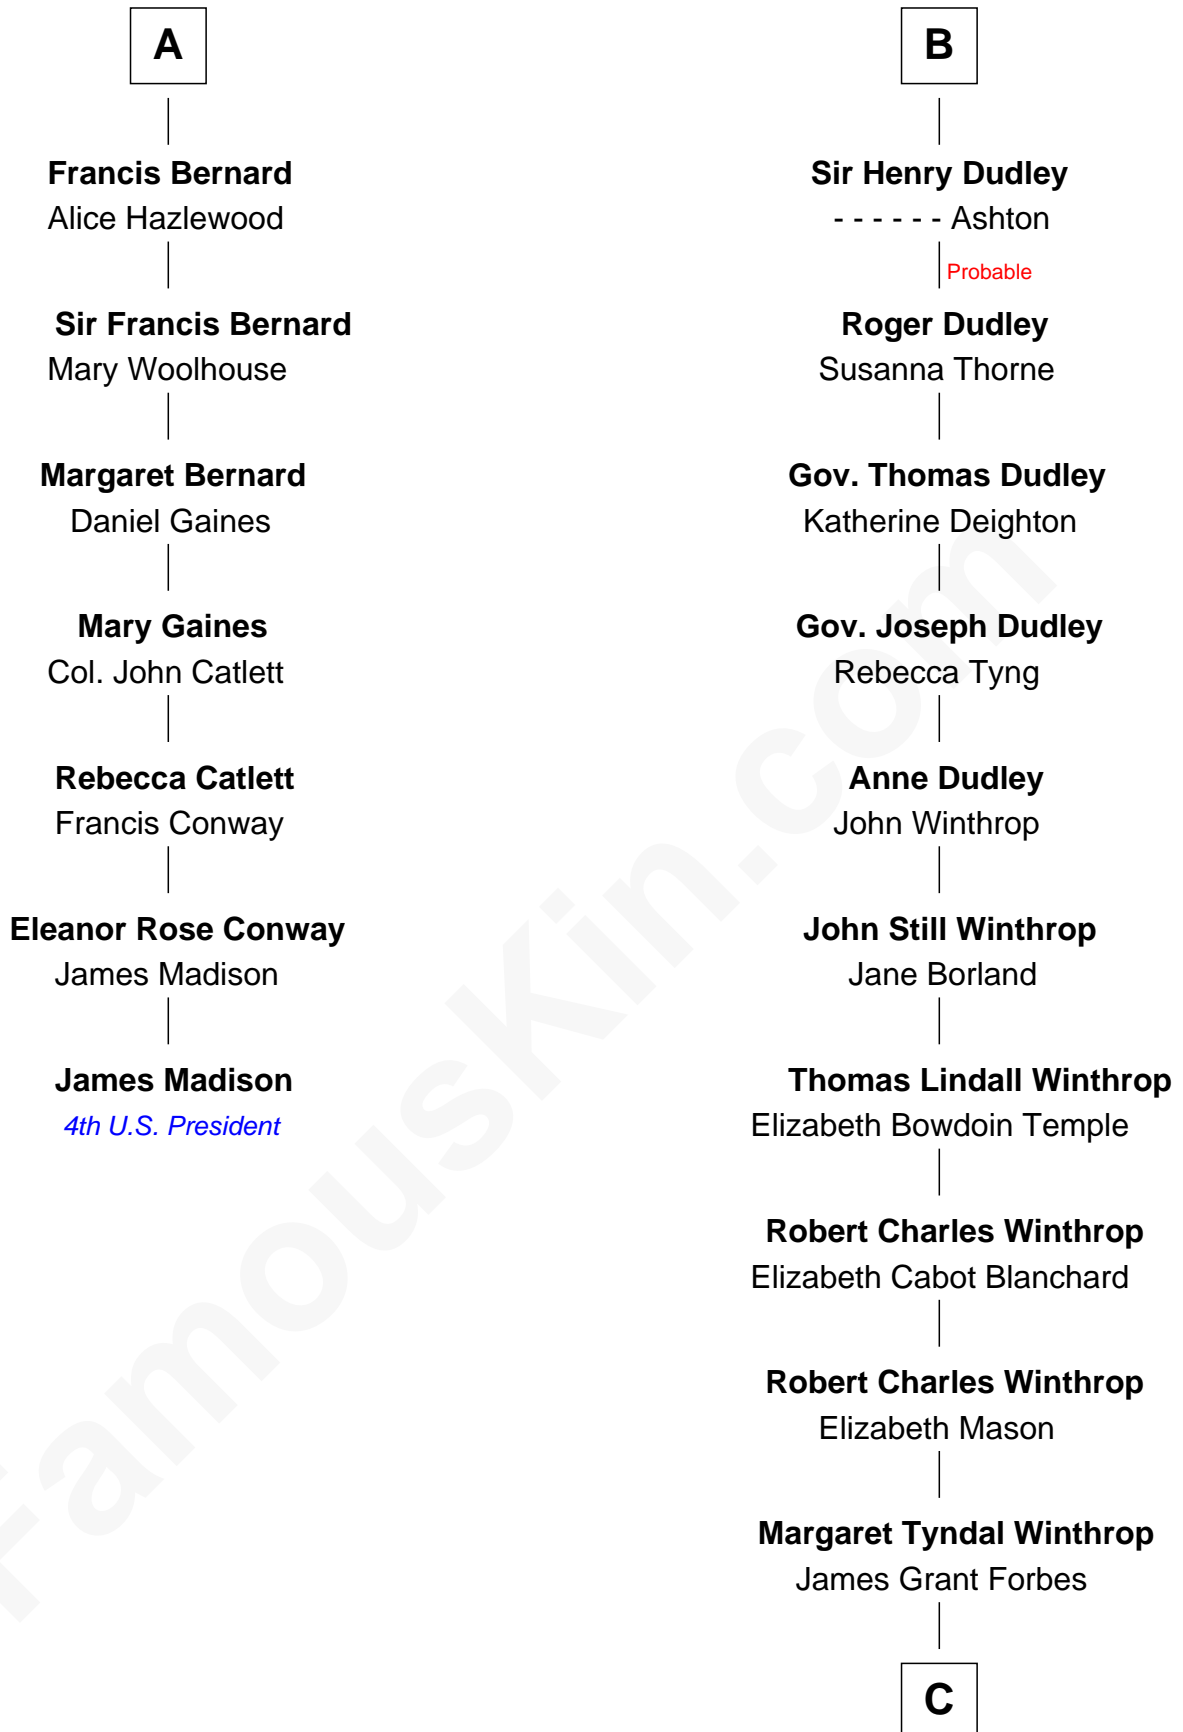 A
Francis Bernard
Alice Hazlewood
Sir Francis Bernard
Mary Woolhouse
Margaret Bernard
Daniel Gaines
Mary Gaines
Col. John Catlett
Rebecca Catlett
Francis Conway
Eleanor Rose Conway
James Madison
James Madison
4th U.S. President
B
Sir Henry Dudley
- - - - - - Ashton
Probable
Roger Dudley
Susanna Thorne
Gov. Thomas Dudley
Katherine Deighton
Gov. Joseph Dudley
Rebecca Tyng
Anne Dudley
John Winthrop
John Still Winthrop
Jane Borland
Thomas Lindall Winthrop
Elizabeth Bowdoin Temple
Robert Charles Winthrop
Elizabeth Cabot Blanchard
Robert Charles Winthrop
Elizabeth Mason
Margaret Tyndal Winthrop
James Grant Forbes
C
FamousKin.com